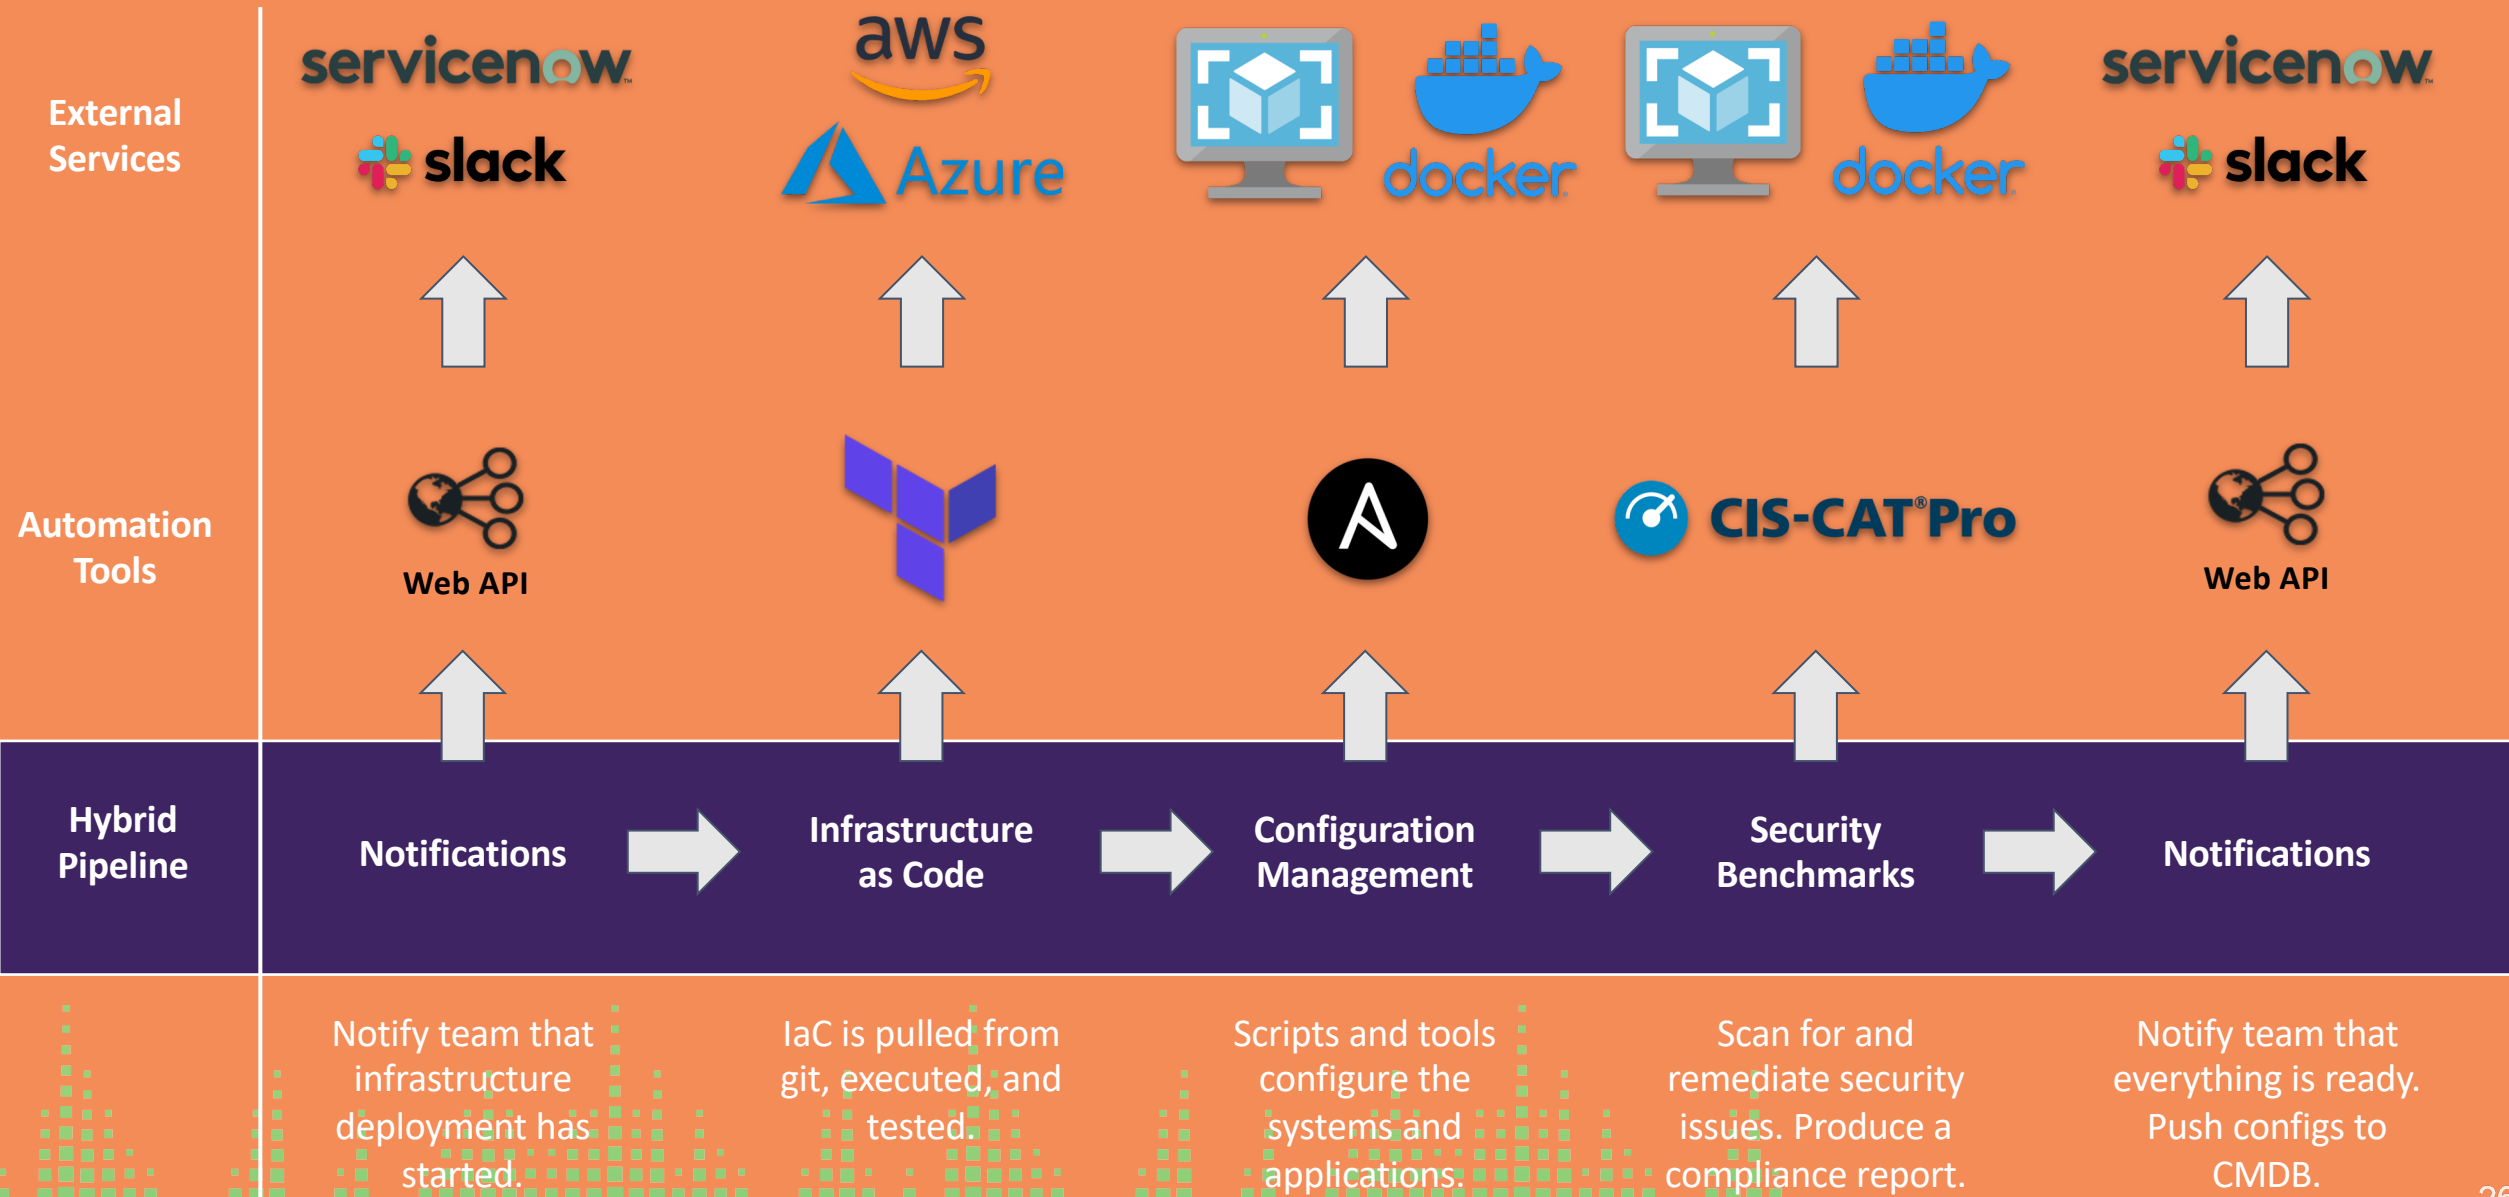 External
Services
servicenow™
slack
aws
Azure
docker
docker
servicenow™
slack
Automation
Tools
Web API
CIS-CAT®Pro
Web API
Hybrid
Pipeline
Notifications
Infrastructure
as Code
Configuration
Management
Security
Benchmarks
Notifications
Notify team that
infrastructure
deployment has
started.
IaC is pulled from
git, executed, and
tested.
Scripts and tools
configure the
systems and
applications.
Scan for and
remediate security
issues. Produce a
compliance report.
Notify team that
everything is ready.
Push configs to
CMDB.